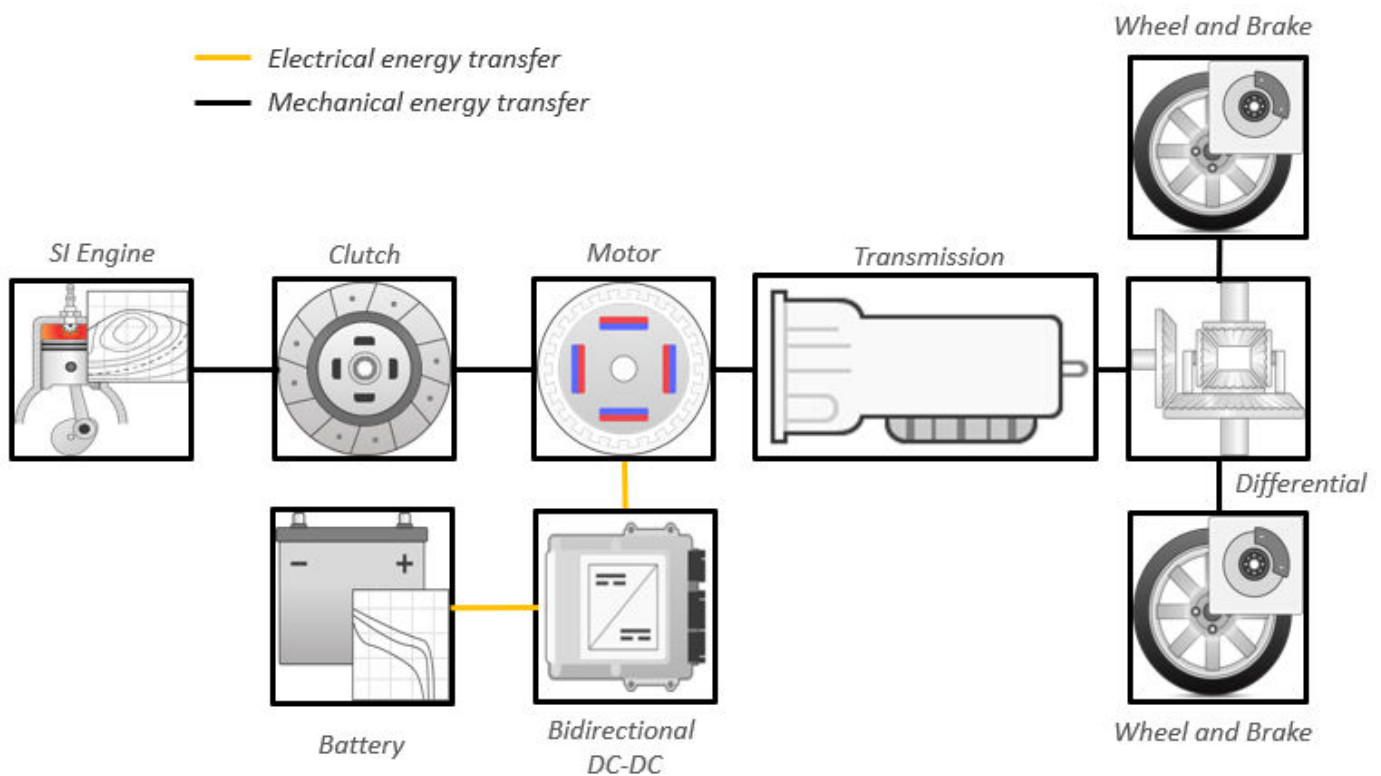 Wheel and Brake
Electrical energy transfer
Mechanical energy transfer
SI Engine
Clutch
Motor
Transmission
Differential
Battery
Bidirectional
DC-DC
Wheel and Brake